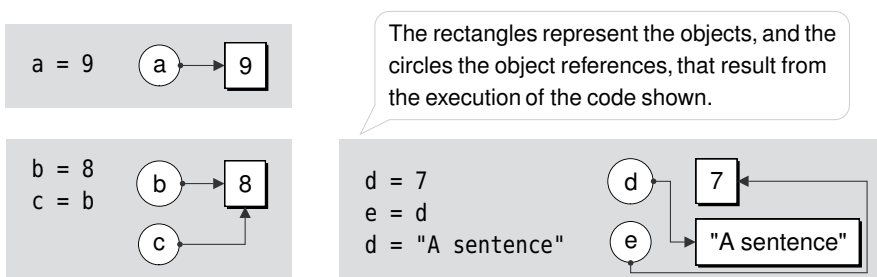 a = 9
a
9
The rectangles represent the objects, and the
circles the object references, that result from
the execution of the code shown.
b = 8
c = b
b
8
c
d = 7
e = d
d = "A sentence"
d
7
e
"A sentence"